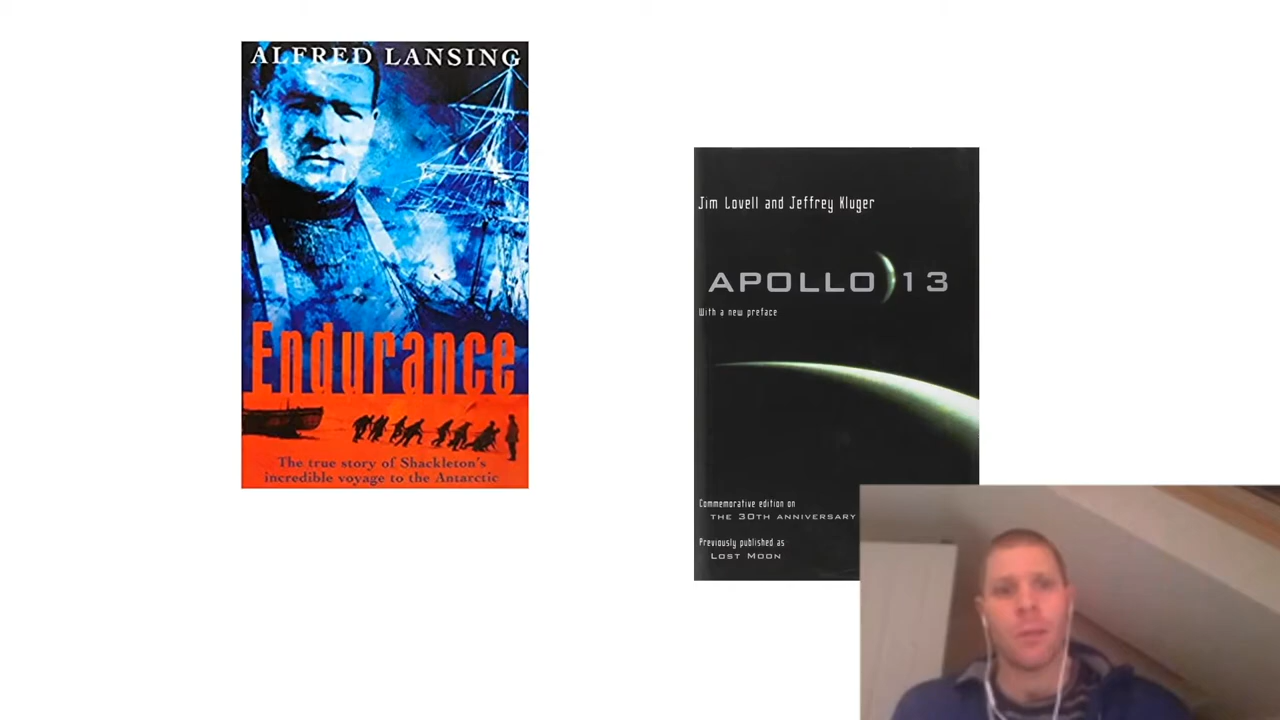 ALFRED LANSING
Endurance
The true story of Shackleton's
incredible voyage to the Antarctic
Jim Lovell and Jeffrey Kluger
APOLLO 13
With a new preface
Commemorative edition on
THE 30TH ANNIVERSARY
Previously published as
LOST MOON